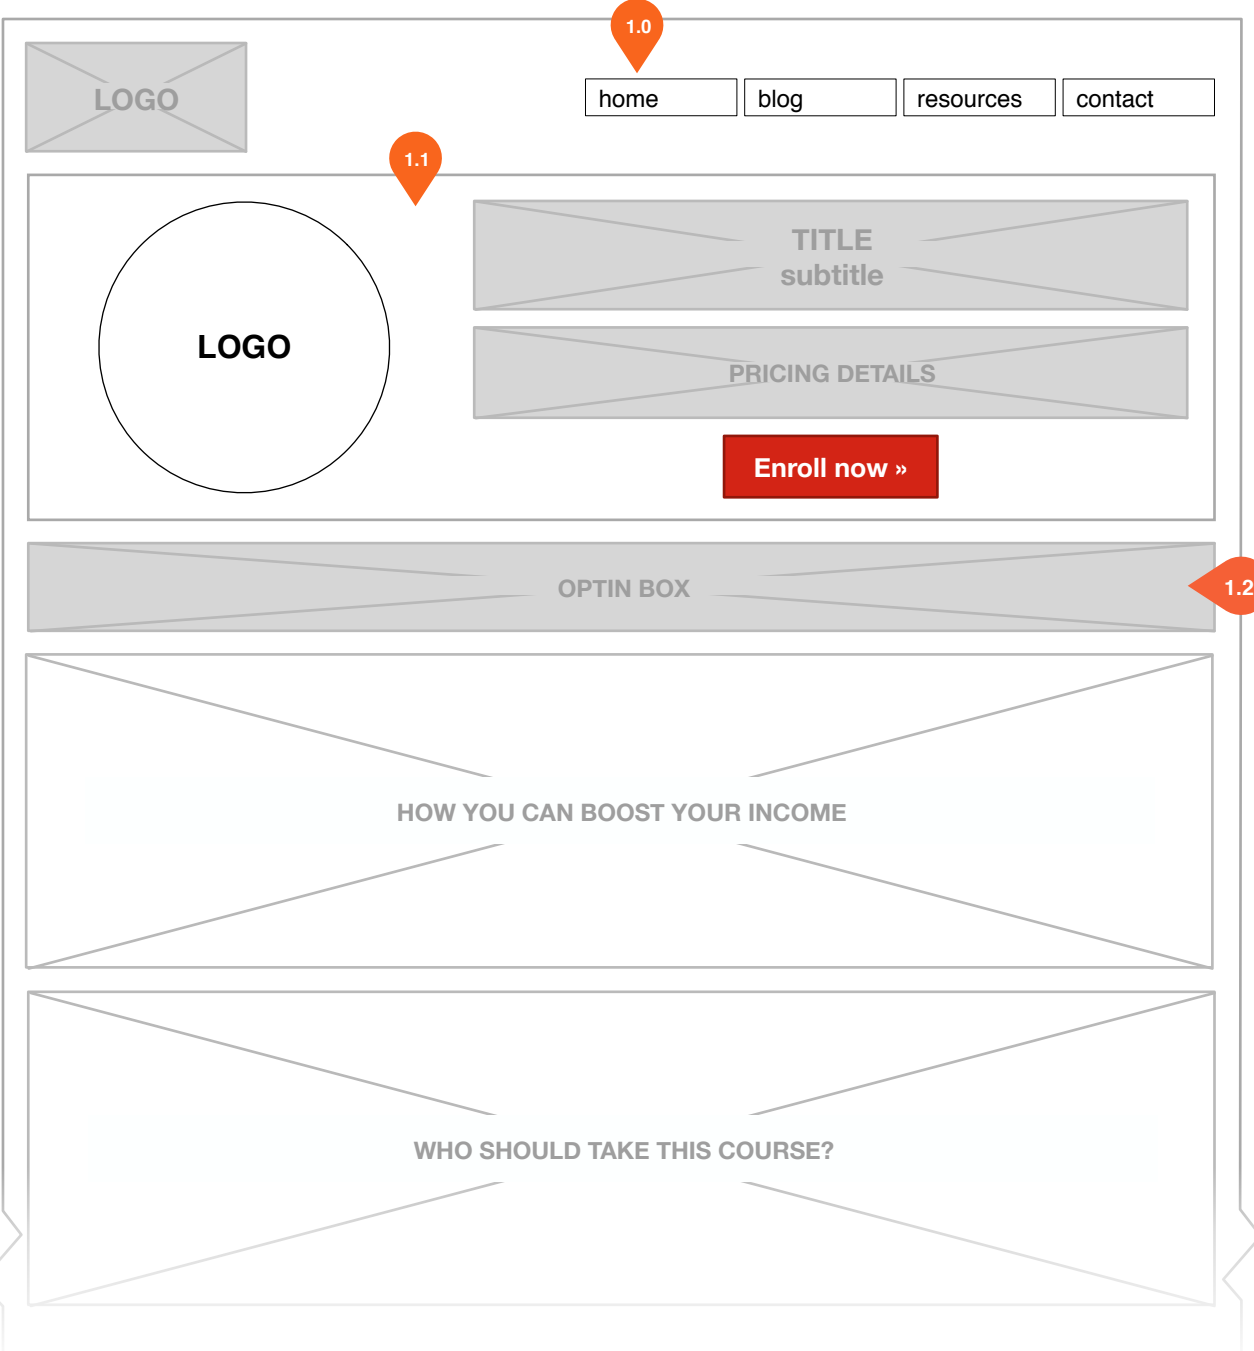 1.0
LOGO
home
blog
resources
contact
1.1
LOGO
TITLE
subtitle
PRICING DETAILS
Enroll now »
OPTIN BOX
1.2
HOW YOU CAN BOOST YOUR INCOME
WHO SHOULD TAKE THIS COURSE?